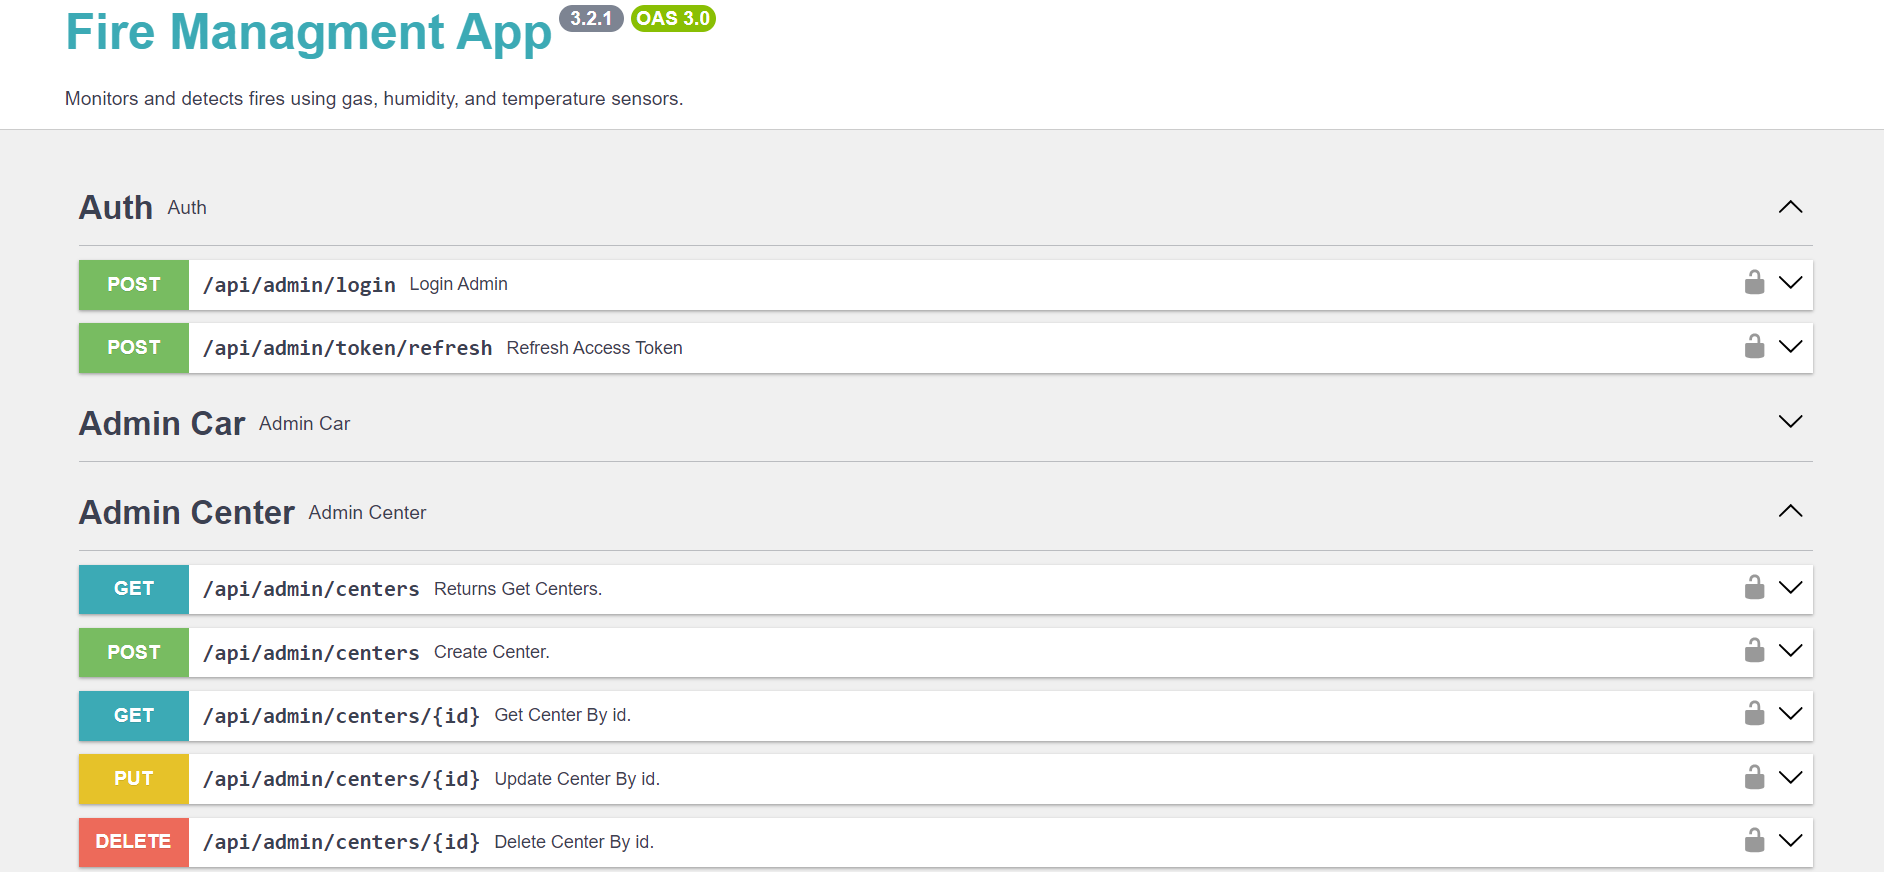 Fire Managment App 3.2.1 OAS 3.0
Monitors and detects fires using gas, humidity, and temperature sensors.
Auth Auth
POST /api/admin/login Login Admin
POST /api/admin/token/refresh Refresh Access Token
Admin Car Admin Car
Admin Center Admin Center
GET /api/admin/centers Returns Get Centers.
POST /api/admin/centers Create Center.
GET /api/admin/centers/{id} Get Center By id.
PUT /api/admin/centers/{id} Update Center By id.
DELETE /api/admin/centers/{id} Delete Center By id.